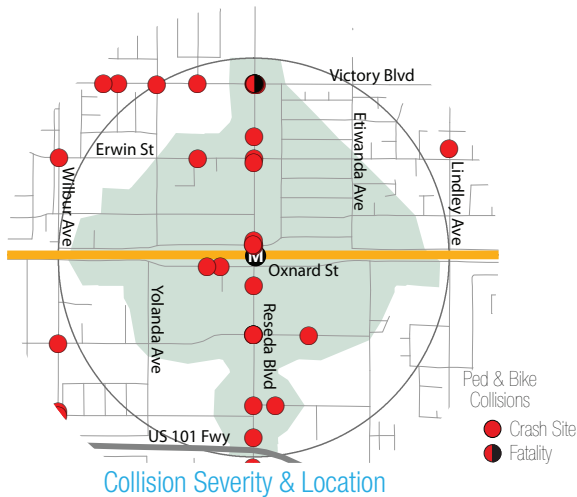 Victory Blvd
Erwin St
Etiwanda Ave
Wilbur Ave
Lindley Ave
M
Oxnard St
Yolanda Ave
Reseda Blvd
US 101 Fwy
Ped & Bike
Collisions
Crash Site
Fatality
Collision Severity & Location